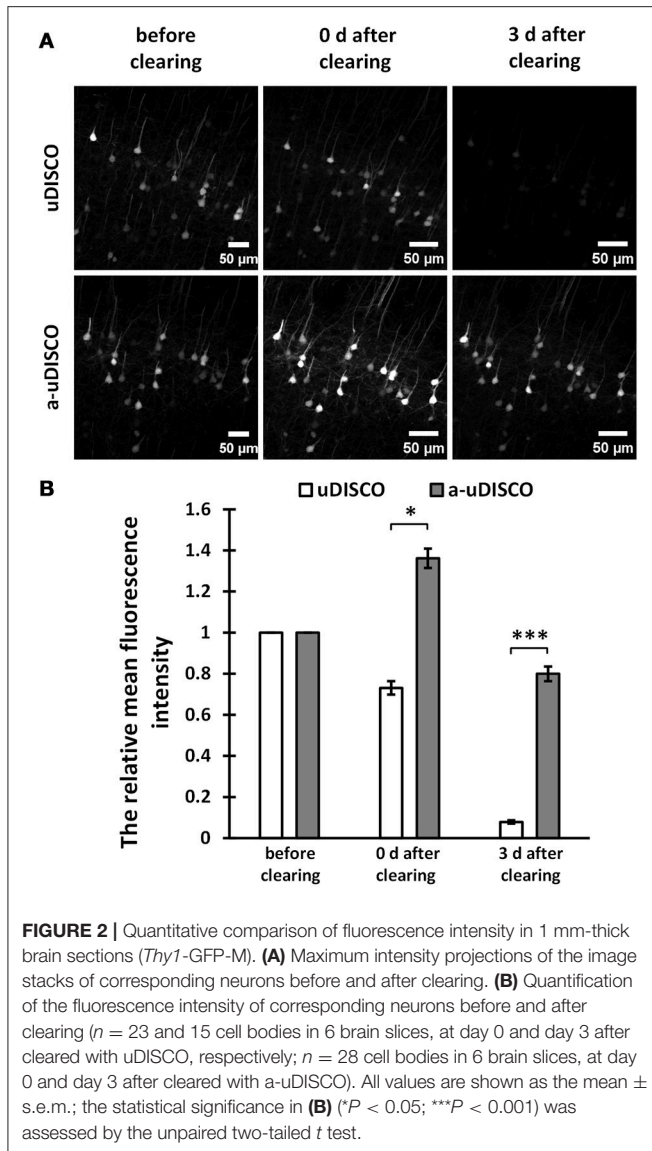 A
before
clearing
0 d after
clearing
3 d after
clearing
uDISCO
50 µm
50 µm
50 µm
a-uDISCO
50 µm
50 µm
50 µm
B
uDISCO a-uDISCO
The relative mean fluorescence
intensity
1.6
1.4
1.2
1
0.8
0.6
0.4
0.2
0
*
***
before
clearing
0 d after
clearing
3 d after
clearing
FIGURE 2 | Quantitative comparison of fluorescence intensity in 1 mm-thick
brain sections (Thy1-GFP-M). (A) Maximum intensity projections of the image
stacks of corresponding neurons before and after clearing. (B) Quantification
of the fluorescence intensity of corresponding neurons before and after
clearing (n = 23 and 15 cell bodies in 6 brain slices, at day 0 and day 3 after
cleared with uDISCO, respectively; n = 28 cell bodies in 6 brain slices, at day
0 and day 3 after cleared with a-uDISCO). All values are shown as the mean ±
s.e.m.; the statistical significance in (B) (*P < 0.05; ***P < 0.001) was
assessed by the unpaired two-tailed t test.